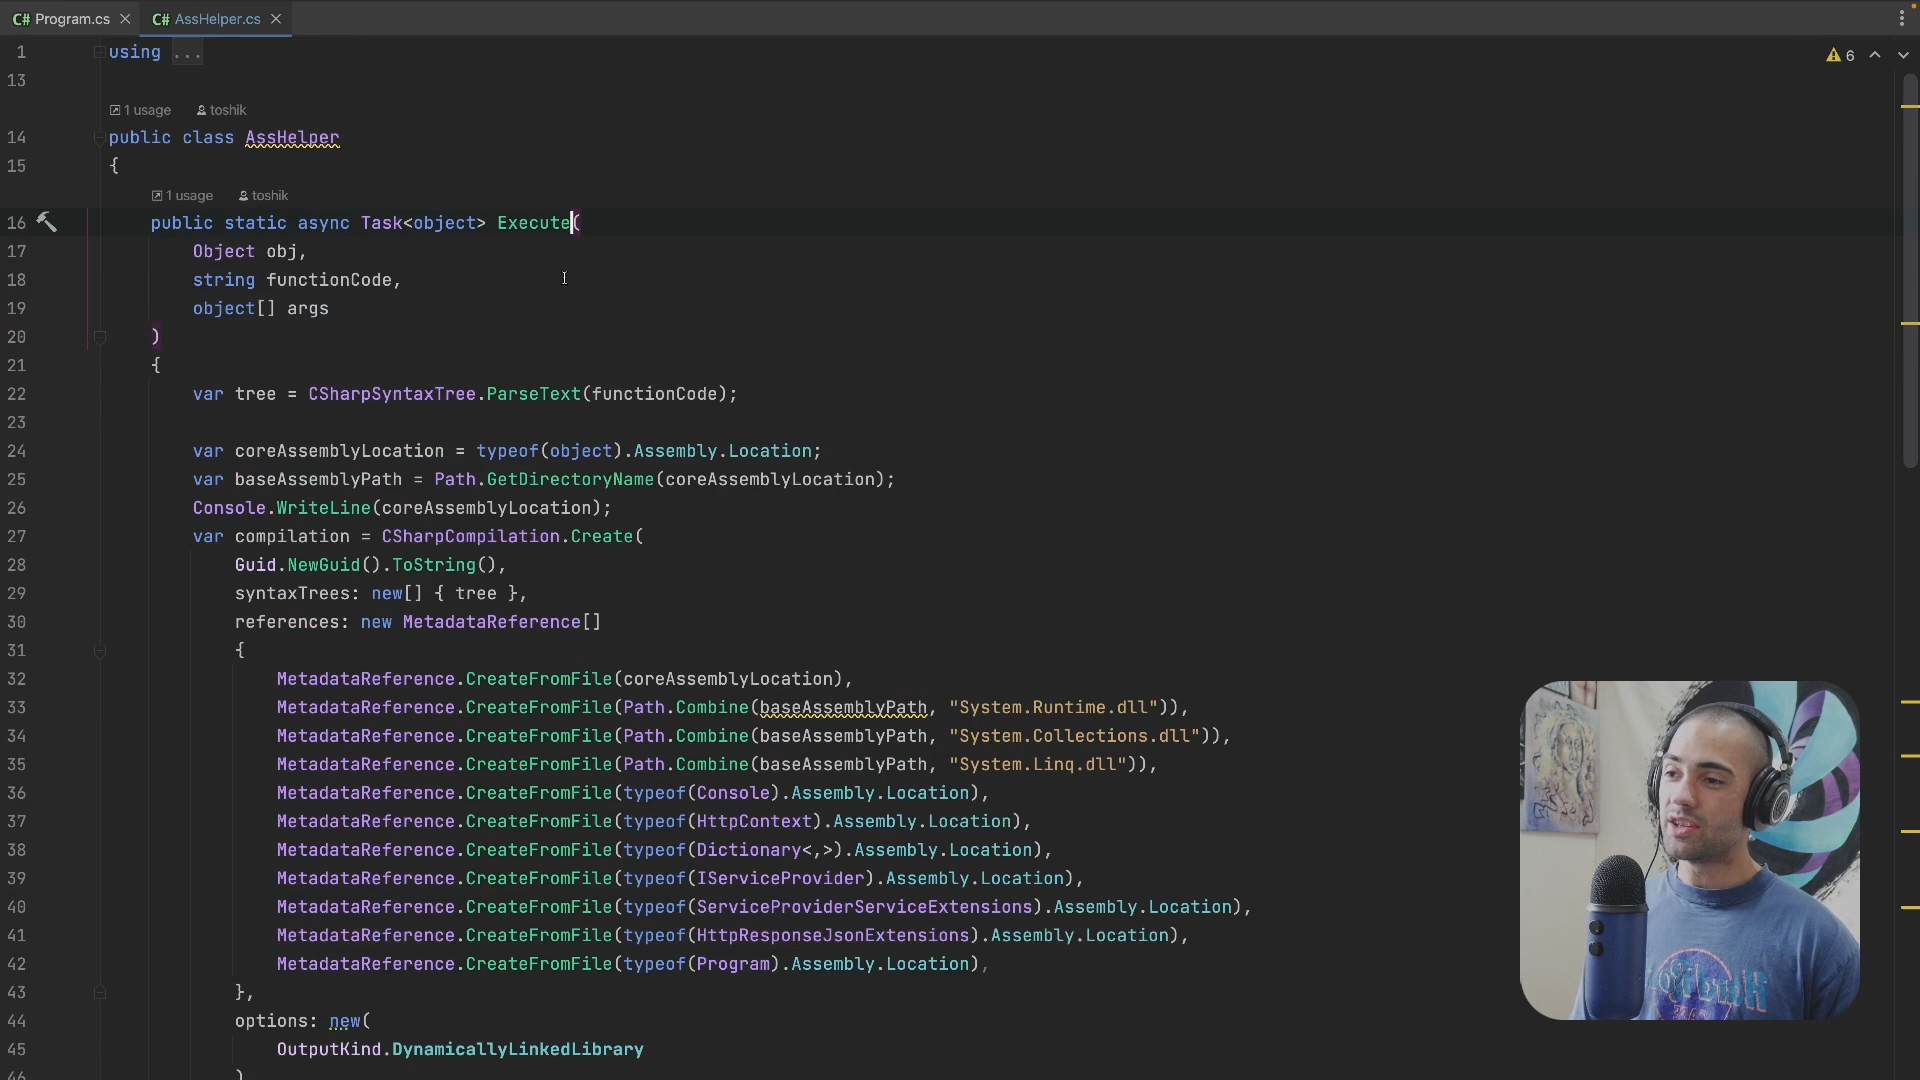 C# Program.cs × C# AssHelper.cs ×
1 using ...
6
13
1 usage toshik
14 public class AssHelper
15 {
1 usage toshik
16 public static async Task<object> Execute(
17 Object obj,
18 string functionCode,
19 object[] args
20 )
21 {
22 var tree = CSharpSyntaxTree.ParseText(functionCode);
23
24 var coreAssemblyLocation = typeof(object).Assembly.Location;
25 var baseAssemblyPath = Path.GetDirectoryName(coreAssemblyLocation);
26 Console.WriteLine(coreAssemblyLocation);
27 var compilation = CSharpCompilation.Create(
28 Guid.NewGuid().ToString(),
29 syntaxTrees: new[] { tree },
30 references: new MetadataReference[]
31 {
32 MetadataReference.CreateFromFile(coreAssemblyLocation),
33 MetadataReference.CreateFromFile(Path.Combine(baseAssemblyPath, "System.Runtime.dll")),
34 MetadataReference.CreateFromFile(Path.Combine(baseAssemblyPath, "System.Collections.dll")),
35 MetadataReference.CreateFromFile(Path.Combine(baseAssemblyPath, "System.Linq.dll")),
36 MetadataReference.CreateFromFile(typeof(Console).Assembly.Location),
37 MetadataReference.CreateFromFile(typeof(HttpContext).Assembly.Location),
38 MetadataReference.CreateFromFile(typeof(Dictionary<,>).Assembly.Location),
39 MetadataReference.CreateFromFile(typeof(IServiceProvider).Assembly.Location),
40 MetadataReference.CreateFromFile(typeof(ServiceProviderServiceExtensions).Assembly.Location),
41 MetadataReference.CreateFromFile(typeof(HttpResponseJsonExtensions).Assembly.Location),
42 MetadataReference.CreateFromFile(typeof(Program).Assembly.Location),
43 },
44 options: new(
45 OutputKind.DynamicallyLinkedLibrary
46 )